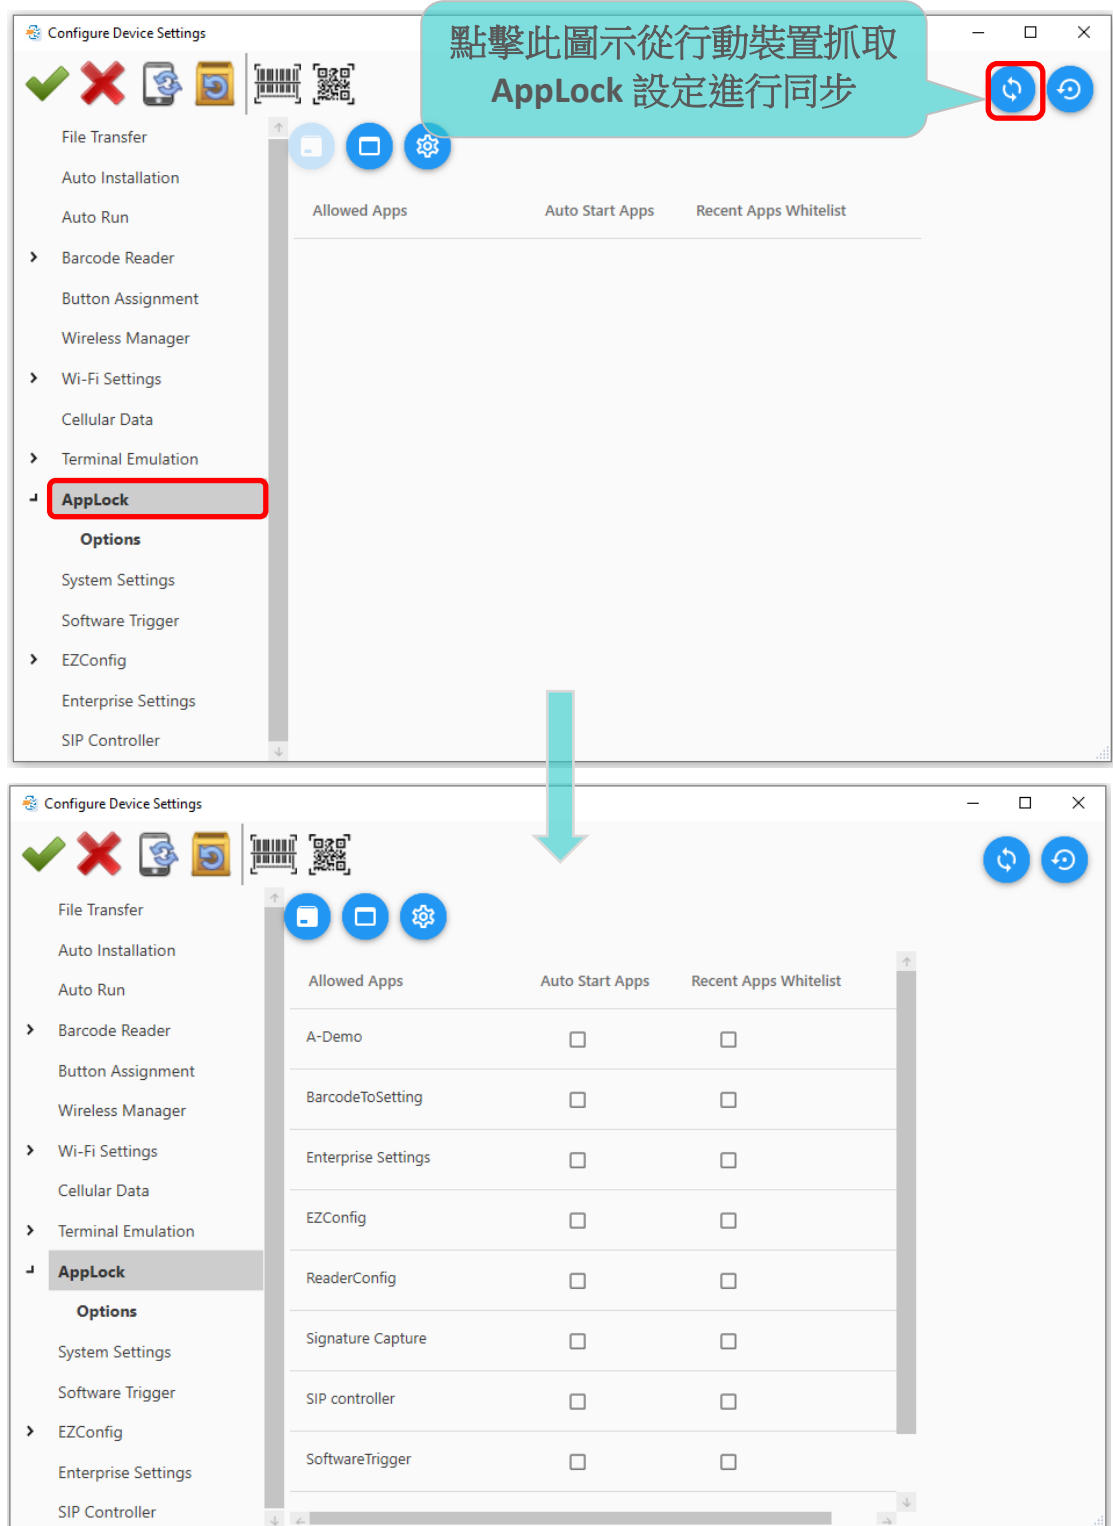 Configure Device Settings
點擊此圖示從行動裝置抓取
AppLock 設定進行同步
File Transfer
Auto Installation
Auto Run
Barcode Reader
Button Assignment
Wireless Manager
Wi-Fi Settings
Cellular Data
Terminal Emulation
AppLock
Options
System Settings
Software Trigger
EZConfig
Enterprise Settings
SIP Controller
Allowed Apps Auto Start Apps Recent Apps Whitelist
Configure Device Settings
File Transfer
Auto Installation
Auto Run
Barcode Reader
Button Assignment
Wireless Manager
Wi-Fi Settings
Cellular Data
Terminal Emulation
AppLock
Options
System Settings
Software Trigger
EZConfig
Enterprise Settings
SIP Controller
Allowed Apps Auto Start Apps Recent Apps Whitelist
A-Demo
BarcodeToSetting
Enterprise Settings
EZConfig
ReaderConfig
Signature Capture
SIP controller
SoftwareTrigger